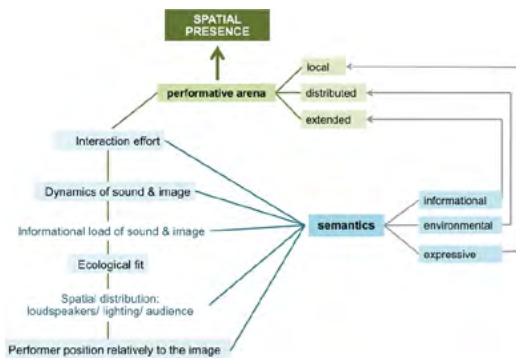 SPATIAL
PRESENCE
performative arena
local
distributed
extended
Interaction effort
Dynamics of sound & image
Informational load of sound & image
Ecological fit
Spatial distribution:
loudspeakers/ lighting/ audience
Performer position relatively to the image
semantics
informational
environmental
expressive